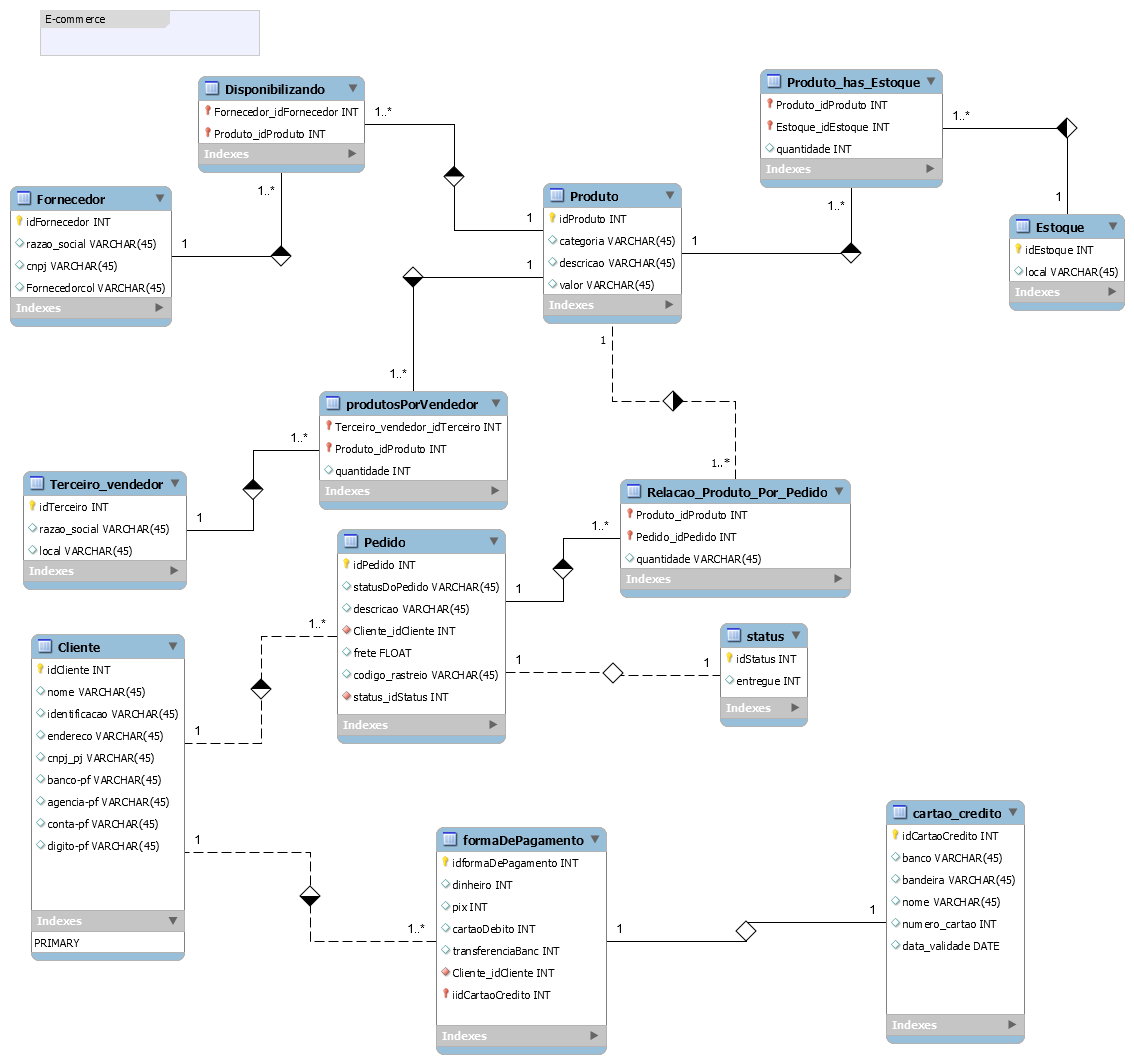 E-commerce
Disponibilizando
Fornecedor_idFornecedor INT
Produto_idProduto INT
Indexes
1..*
1..*
Produto_has_Estoque
Produto_idProduto INT
Estoque_idEstoque INT
quantidade INT
Indexes
1..*
1..*
1
Fornecedor
idFornecedor INT
razao_social VARCHAR(45)
cnpj VARCHAR(45)
Fornecedorcol VARCHAR(45)
Indexes
1
Produto
idProduto INT
categoria VARCHAR(45)
descricao VARCHAR(45)
valor VARCHAR(45)
Indexes
1
1
1
1
Estoque
idEstoque INT
local VARCHAR(45)
Indexes
1..*
produtosPorVendedor
Terceiro_vendedor_idTerceiro INT
Produto_idProduto INT
quantidade INT
Indexes
1..*
Terceiro_vendedor
idTerceiro INT
razao_social VARCHAR(45)
local VARCHAR(45)
Indexes
1
1..*
Relacao_Produto_Por_Pedido
Produto_idProduto INT
Pedido_idPedido INT
quantidade VARCHAR(45)
Indexes
1..*
Pedido
idPedido INT
statusDoPedido VARCHAR(45)
descricao VARCHAR(45)
Cliente_idCliente INT
frete FLOAT
codigo_rastreio VARCHAR(45)
status_idStatus INT
Indexes
1
1..*
1
1
status
idStatus INT
entregue INT
Indexes
Cliente
idCliente INT
nome VARCHAR(45)
identificacao VARCHAR(45)
endereco VARCHAR(45)
cnpj_pj VARCHAR(45)
banco-pf VARCHAR(45)
agencia-pf VARCHAR(45)
conta-pf VARCHAR(45)
digito-pf VARCHAR(45)
Indexes
PRIMARY
1
1
1..*
formaDePagamento
idformaDePagamento INT
dinheiro INT
pix INT
cartaoDebito INT
transferenciaBanc INT
Cliente_idCliente INT
iidCartaoCredito INT
Indexes
1
1
cartao_credito
idCartaoCredito INT
banco VARCHAR(45)
bandeira VARCHAR(45)
nome VARCHAR(45)
numero_cartao INT
data_validade DATE
Indexes